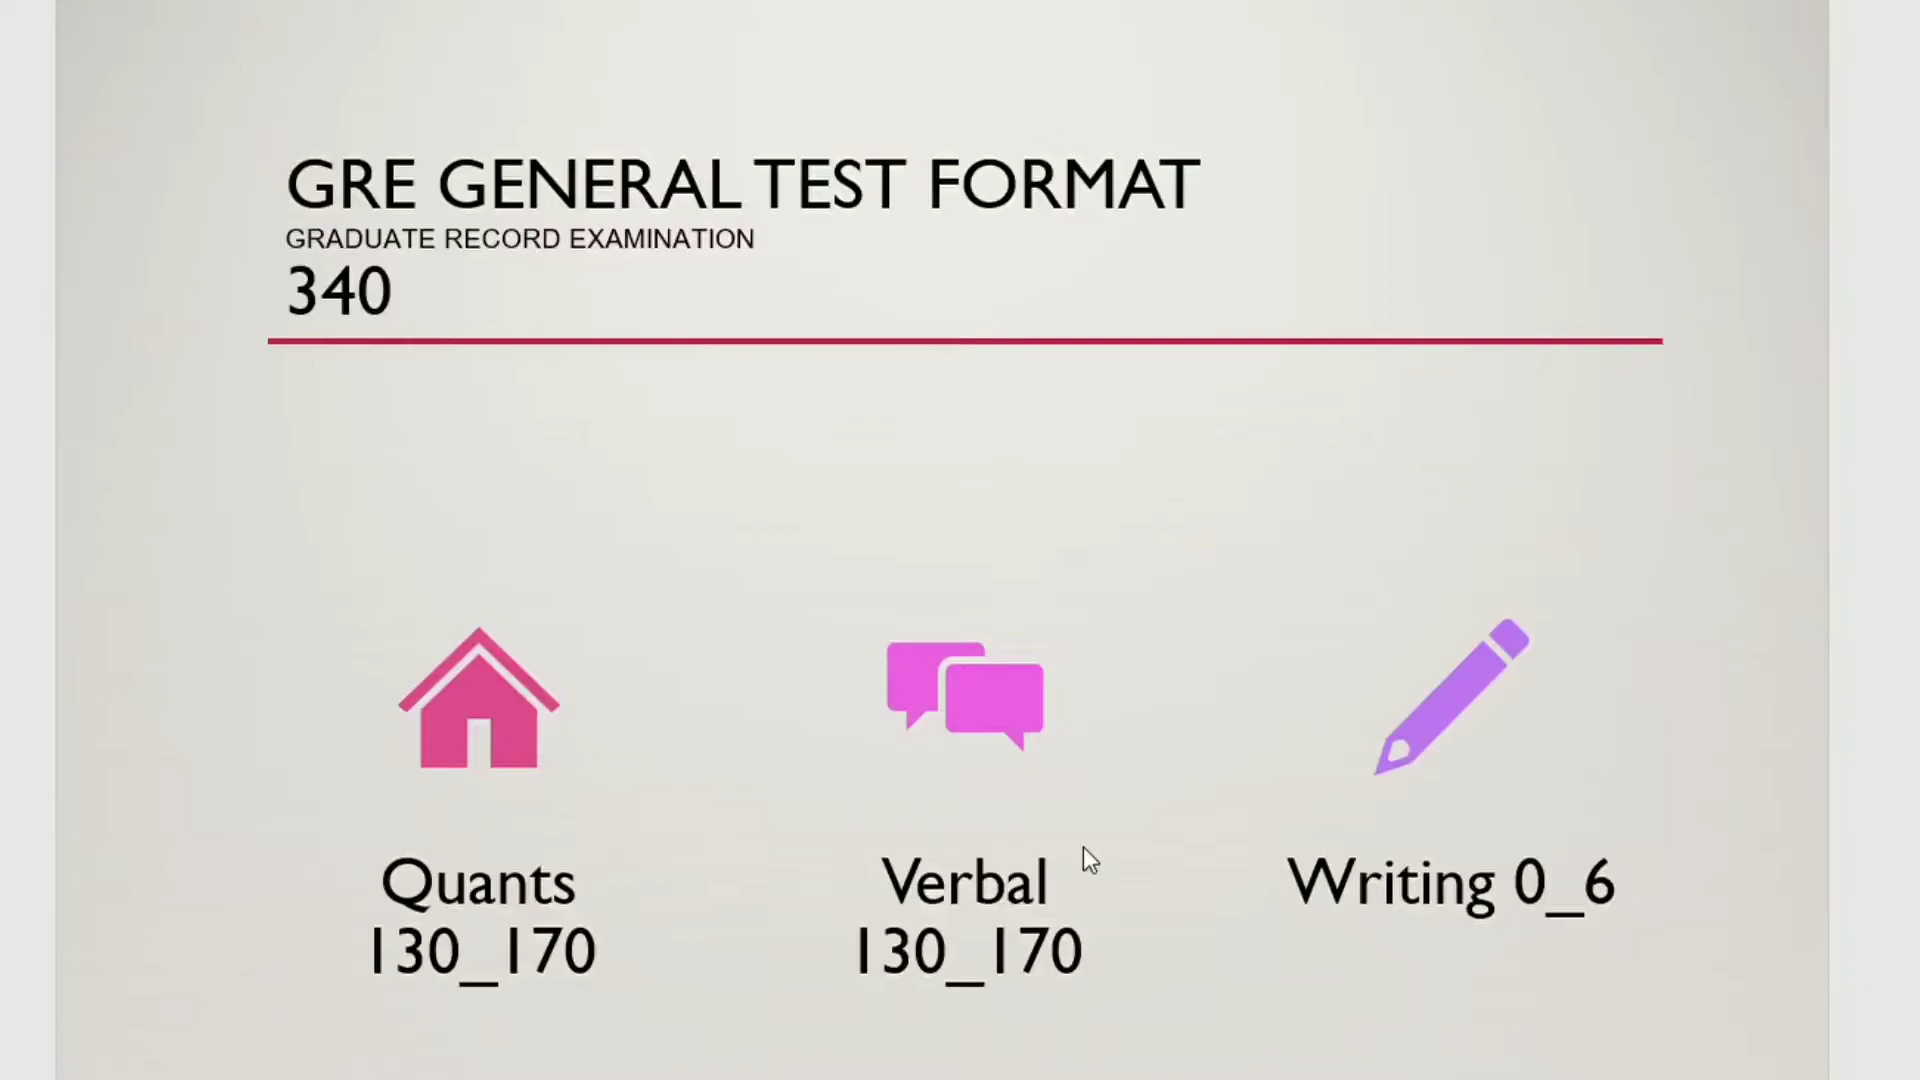 GRE GENERAL TEST FORMAT
GRADUATE RECORD EXAMINATION
340
Quants
130_170
Verbal
130_170
Writing 0_6